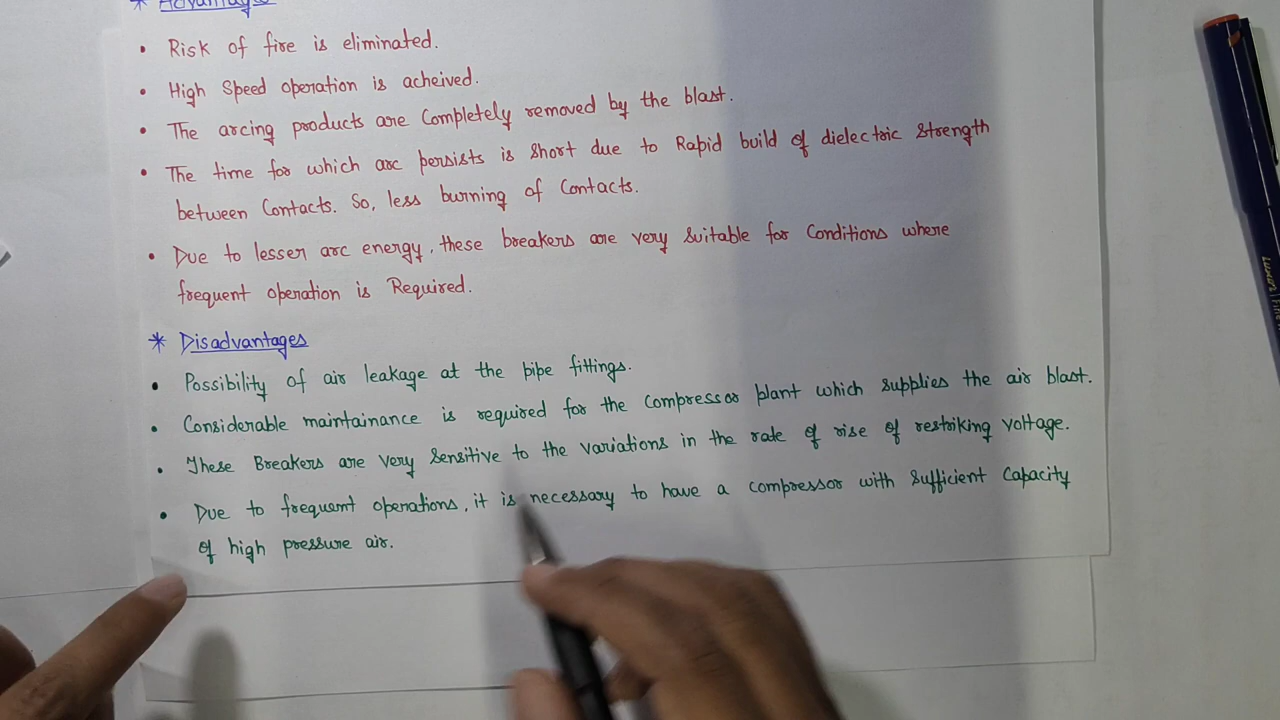 * Advantages
• Risk of fire is eliminated.
• High Speed operation is acheived.
• The arcing products are Completely removed by the blast.
• The time for which arc persists is short due to Rapid build of dielectric strength
between Contacts. So, less burning of Contacts.
• Due to lesser arc energy, these breakers are very suitable for Conditions where
frequent operation is Required.
* Disadvantages
• Possibility of air leakage at the pipe fittings.
• Considerable maintainance is required for the compressor plant which supplies the air blast.
• These Breakers are very Sensitive to the variations in the rate of rise of restriking voltage.
• Due to frequent operations, it is necessary to have a compressor with sufficient Capacity
of high pressure air.